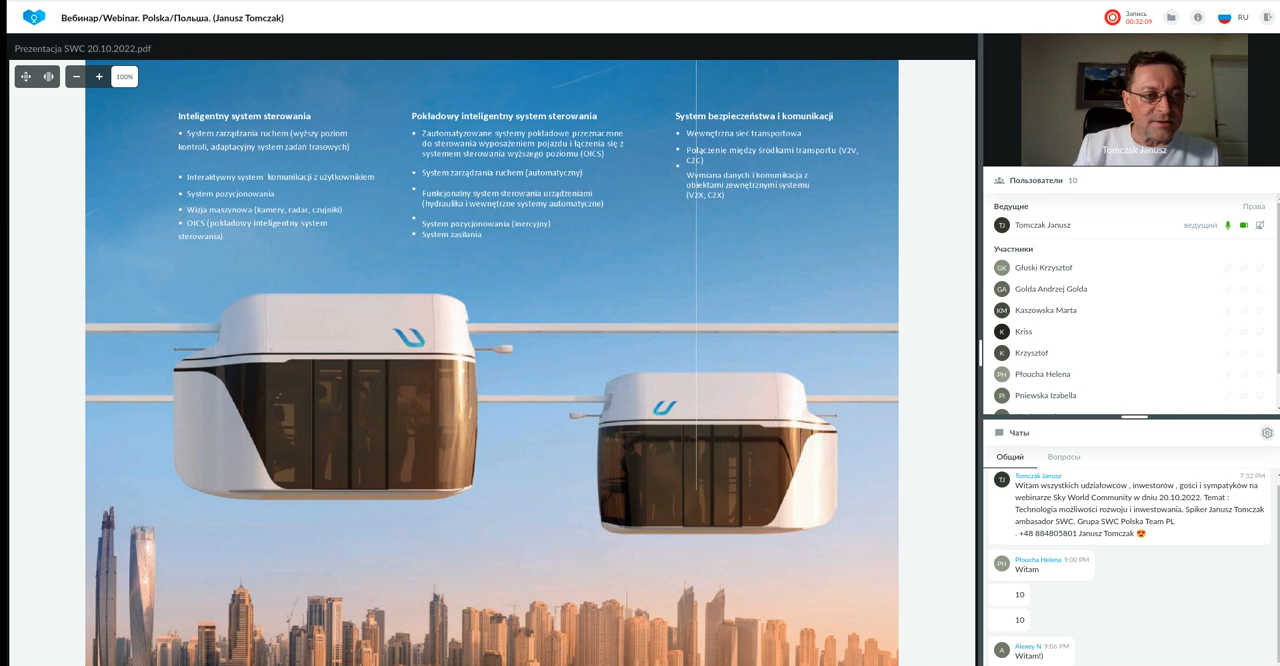 Вебинар/Webinar. Polska/Польша. (Janusz Tomczak)
Запись
00:32:09
RU
Prezentacja SWC 20.10.2022.pdf
100%
Inteligentny system sterowania
• System zarządzania ruchem (wyższy poziom
kontroli, adaptacyjny system zadań trasowych)
• Interaktywny system komunikacji z użytkownikiem
• System pozycjonowania
• Wizja maszynowa (kamery, radar, czujniki)
• OICS (pokładowy inteligentny system
sterowania)
Pokładowy inteligentny system sterowania
• Zautomatyzowane systemy pokładowe przeznaczone
do sterowania wyposażeniem pojazdu i łączenia się z
systemem sterowania wyższego poziomu (OICS)
• System zarządzania ruchem (automatyczny)
•
Funkcjonalny system sterowania urządzeniami
(hydraulika i wewnętrzne systemy automatyczne)
•
System pozycjonowania (inercyjny)
• System zasilania
System bezpieczeństwa i komunikacji
• Wewnętrzna sieć transportowa
• Połączenie między środkami transportu (V2V,
C2C)
•
Wymiana danych i komunikacja z
obiektami zewnętrznymi systemu
(V2X, C2X)
Tomczak Janusz
Пользователи 10
Ведущие Права
TJ Tomczak Janusz ведущий
Участники
GK Głuski Krzysztof
GA Golda Andrzej Golda
KM Kaszowska Marta
K Kriss
K Krzysztof
PH Płoucha Helena
PI Pniewska Izabella
Чаты
Общий Вопросы
TJ Tomczak Janusz 7:32 PM
Witam wszystkich udziałowców , inwestorów , gości i sympatyków na
webinarze Sky World Community w dniu 20.10.2022. Temat :
Technologia możliwości rozwoju i inwestowania. Spiker Janusz Tomczak
ambasador SWC. Grupa SWC Polska Team PL
. +48 884805801 Janusz Tomczak 😍
PH Płoucha Helena 9:00 PM
Witam
10
10
A Alexey N 9:06 PM
Witam!)